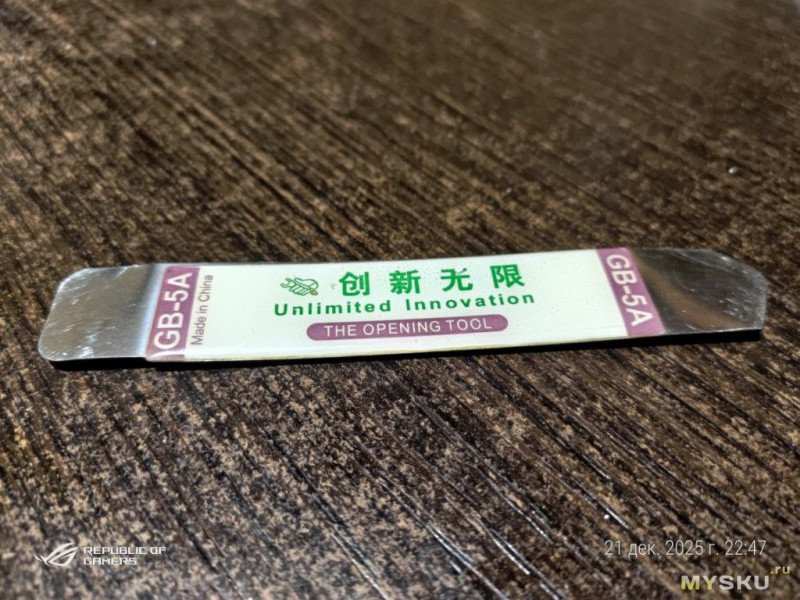 创新无限
Unlimited Innovation
THE OPENING TOOL
GB-5A
Made in China
GB-5A
REPUBLIC OF
GAMERS
21 дек. 2025 г. 22:47
MYSKU.ru